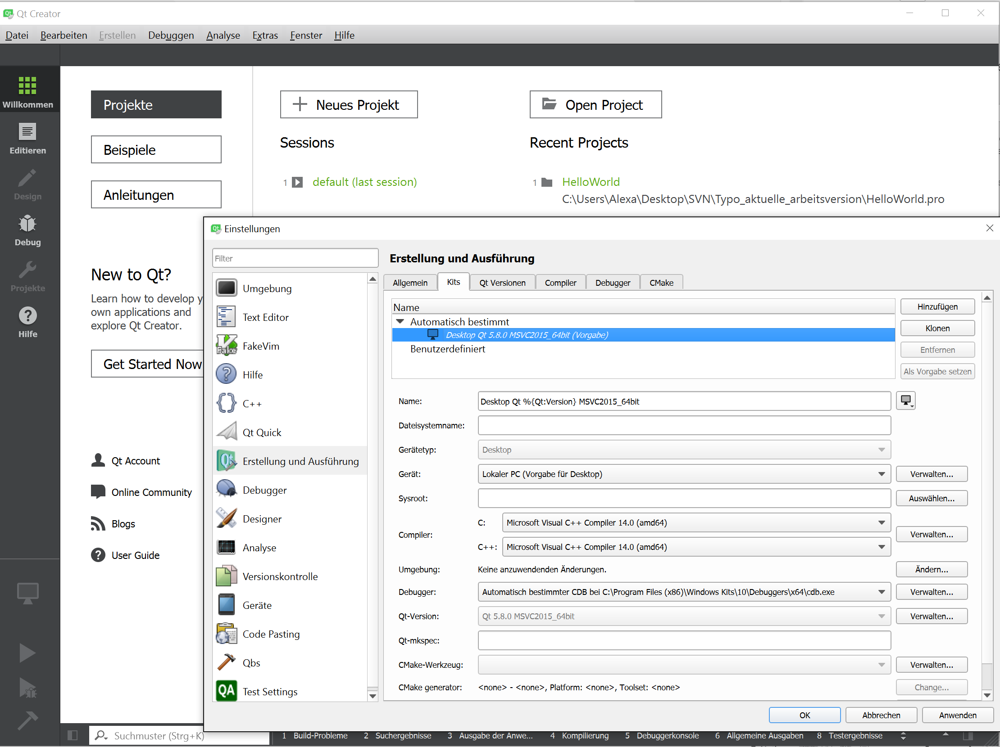 Qt Creator
Datei Bearbeiten Erstellen Debuggen Analyse Extras Fenster Hilfe
Willkommen
Editieren
Design
Debug
Projekte
Hilfe
Projekte
Beispiele
Anleitungen
New to Qt?
Learn how to develop y
own applications and
explore Qt Creator.
Get Started Now
Qt Account
Online Community
Blogs
User Guide
Neues Projekt
Sessions
1 default (last session)
Open Project
Recent Projects
1 HelloWorld
C:\Users\Alexa\Desktop\SVN\Typo_aktuelle_arbeitsversion\HelloWorld.pro
Einstellungen
Filter
Umgebung
Text Editor
Fake
FakeVim
Hilfe
C++
Qt Quick
Erstellung und Ausführung
Debugger
Designer
Analyse
Versionskontrolle
Geräte
Code Pasting
Qbs
QA Test Settings
Erstellung und Ausführung
Allgemein Kits Qt Versionen Compiler Debugger CMake
Name
Automatisch bestimmt
Desktop Qt 5.8.0 MSVC2015_64bit (Vorgabe)
Benutzerdefiniert
Hinzufügen
Klonen
Entfernen
Als Vorgabe setzen
Name: Desktop Qt %{Qt:Version} MSVC2015_64bit
Dateisystemname:
Gerätetyp: Desktop
Gerät: Lokaler PC (Vorgabe für Desktop) Verwalten...
Sysroot: Auswählen...
Compiler: C: Microsoft Visual C++ Compiler 14.0 (amd64)
C++: Microsoft Visual C++ Compiler 14.0 (amd64) Verwalten...
Umgebung: Keine anzuwendenden Änderungen. Ändern...
Debugger: Automatisch bestimmter CDB bei C:\Program Files (x86)\Windows Kits\10\Debuggers\x64\cdb.exe Verwalten...
Qt-Version: Qt 5.8.0 MSVC2015_64bit Verwalten...
Qt-mkspec:
CMake-Werkzeug: Verwalten...
CMake generator: <none> - <none>, Platform: <none>, Toolset: <none> Change...
OK Abbrechen Anwenden
Suchmuster (Strg+K) 1 Build-Probleme 2 Suchergebnisse 3 Ausgabe der Anwe... 4 Kompilierung 5 Debuggerkonsole 6 Allgemeine Ausgaben 8 Testergebnisse